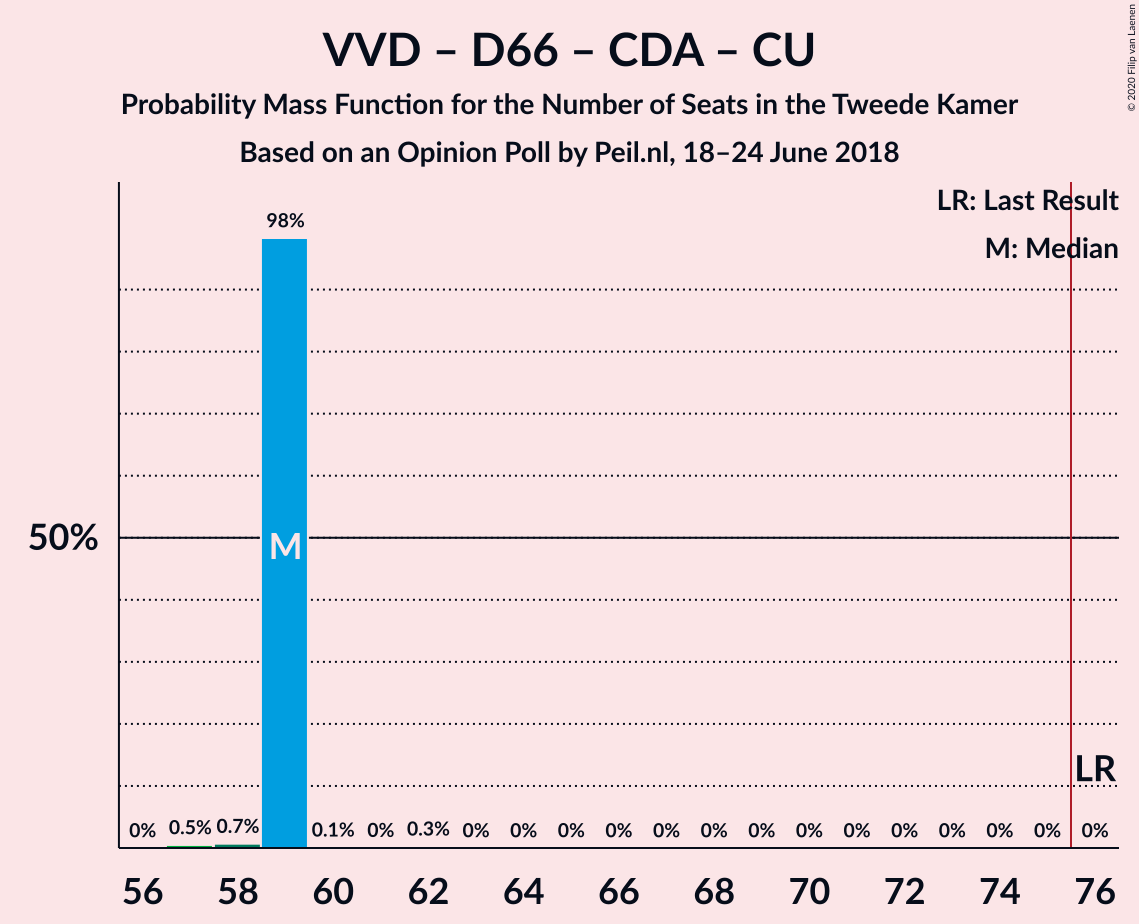 VVD – D66 – CDA – CU
Probability Mass Function for the Number of Seats in the Tweede Kamer
Based on an Opinion Poll by Peil.nl, 18–24 June 2018
© 2020 Filip van Laenen
LR: Last Result
M: Median
98%
50%
M
LR
0% 0.5% 0.7% 0.1% 0% 0.3% 0% 0% 0% 0% 0% 0% 0% 0% 0% 0% 0% 0% 0% 0%
56 58 60 62 64 66 68 70 72 74 76